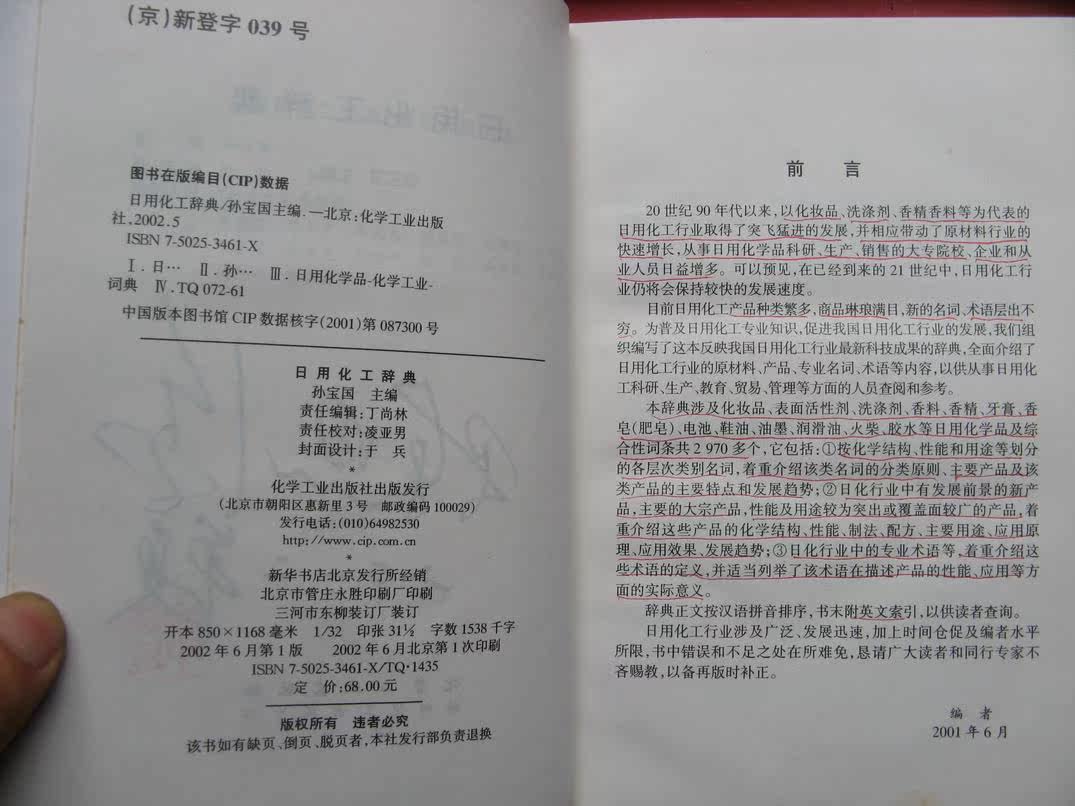 (京)新登字 039 号
图书在版编目(CIP)数据
日用化工辞典/孙宝国主编.—北京:化学工业出版
社,2002.5
ISBN 7-5025-3461-X
Ⅰ.日… Ⅱ.孙… Ⅲ.日用化学品-化学工业-
词典 Ⅳ.TQ 072-61
中国版本图书馆 CIP 数据核字(2001)第 087300 号
日用化工辞典
孙宝国 主编
责任编辑:丁尚林
责任校对:凌亚男
封面设计:于 兵
*
化学工业出版社出版发行
(北京市朝阳区惠新里 3 号 邮政编码 100029)
发行电话:(010)64982530
http://www.cip.com.cn
*
新华书店北京发行所经销
北京市管庄永胜印刷厂印刷
三河市东柳装订厂装订
开本 850×1168 毫米 1/32 印张 31½ 字数 1538 千字
2002 年 6 月第 1 版 2002 年 6 月北京第 1 次印刷
ISBN 7-5025-3461-X/TQ·1435
定 价:68.00 元
版权所有 违者必究
该书如有缺页、倒页、脱页者,本社发行部负责退换
前 言
20 世纪 90 年代以来,以化妆品、洗涤剂、香精香料等为代表的
日用化工行业取得了突飞猛进的发展,并相应带动了原材料行业的
快速增长,从事日用化学品科研、生产、销售的大专院校、企业和从
业人员日益增多。可以预见,在已经到来的 21 世纪中,日用化工行
业仍将会保持较快的发展速度。
目前日用化工产品种类繁多,商品琳琅满目,新的名词、术语层出不
穷。为普及日用化工专业知识,促进我国日用化工行业的发展,我们组
织编写了这本反映我国日用化工行业最新科技成果的辞典,全面介绍了
日用化工行业的原材料、产品、专业名词、术语等内容,以供从事日用化
工科研、生产、教育、贸易、管理等方面的人员查阅和参考。
本辞典涉及化妆品、表面活性剂、洗涤剂、香料、香精、牙膏、香
皂(肥皂)、电池、鞋油、油墨、润滑油、火柴、胶水等日用化学品及综
合性词条共 2 970 多个,它包括:①按化学结构、性能和用途等划分
的各层次类别名词,着重介绍该类名词的分类原则、主要产品及该
类产品的主要特点和发展趋势;②日化行业中有发展前景的新产
品,主要的大宗产品,性能及用途较为突出或覆盖面较广的产品,着
重介绍这些产品的化学结构、性能、制法、配方、主要用途、应用原
理、应用效果、发展趋势;③日化行业中的专业术语等,着重介绍这
些术语的定义,并适当列举了该术语在描述产品的性能、应用等方
面的实际意义。
辞典正文按汉语拼音排序,书末附英文索引,以供读者查询。
日用化工行业涉及广泛、发展迅速,加上时间仓促及编者水平
所限,书中错误和不足之处在所难免,恳请广大读者和同行专家不
吝赐教,以备再版时补正。
编 者
2001 年 6 月